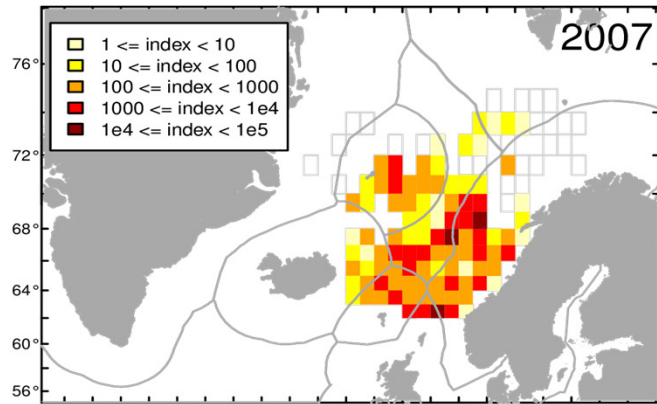 1 <= index < 10
10 <= index < 100
100 <= index < 1000
1000 <= index < 1e4
1e4 <= index < 1e5
2007
76°
72°
68°
64°
60°
56°